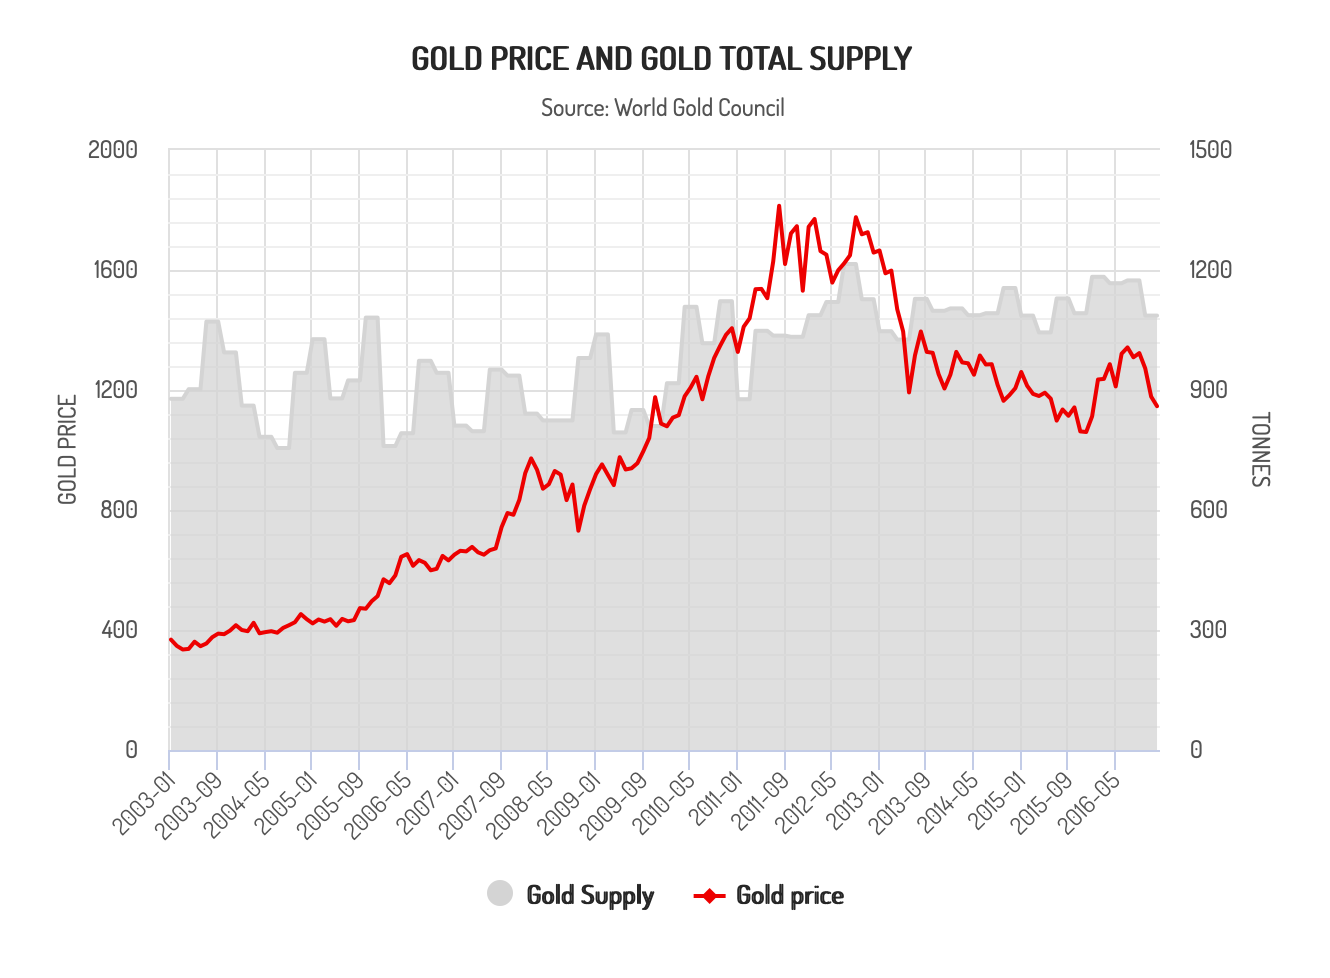 GOLD PRICE AND GOLD TOTAL SUPPLY
Source: World Gold Council
2000 1500
1600 1200
1200 900
800 600
400 300
0 0
GOLD PRICE
TONNES
2003-01 2003-09 2004-05 2005-01 2005-09 2006-05 2007-01 2007-09 2008-05 2009-01 2009-09 2010-05 2011-01 2011-09 2012-05 2013-01 2013-09 2014-05 2015-01 2015-09 2016-05
Gold Supply Gold price